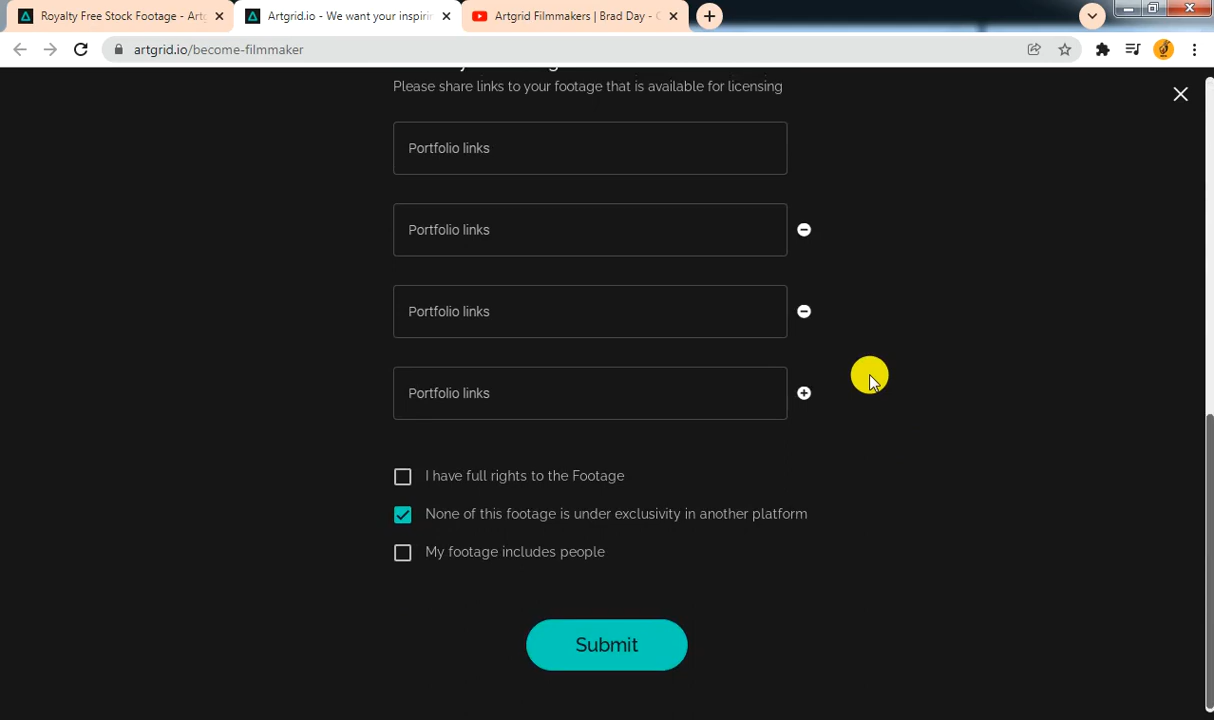 Royalty Free Stock Footage - Artg
Artgrid.io - We want your inspirin
Artgrid Filmmakers | Brad Day -
artgrid.io/become-filmmaker
Please share links to your footage that is available for licensing
Portfolio links
Portfolio links
Portfolio links
Portfolio links
I have full rights to the Footage
None of this footage is under exclusivity in another platform
My footage includes people
Submit